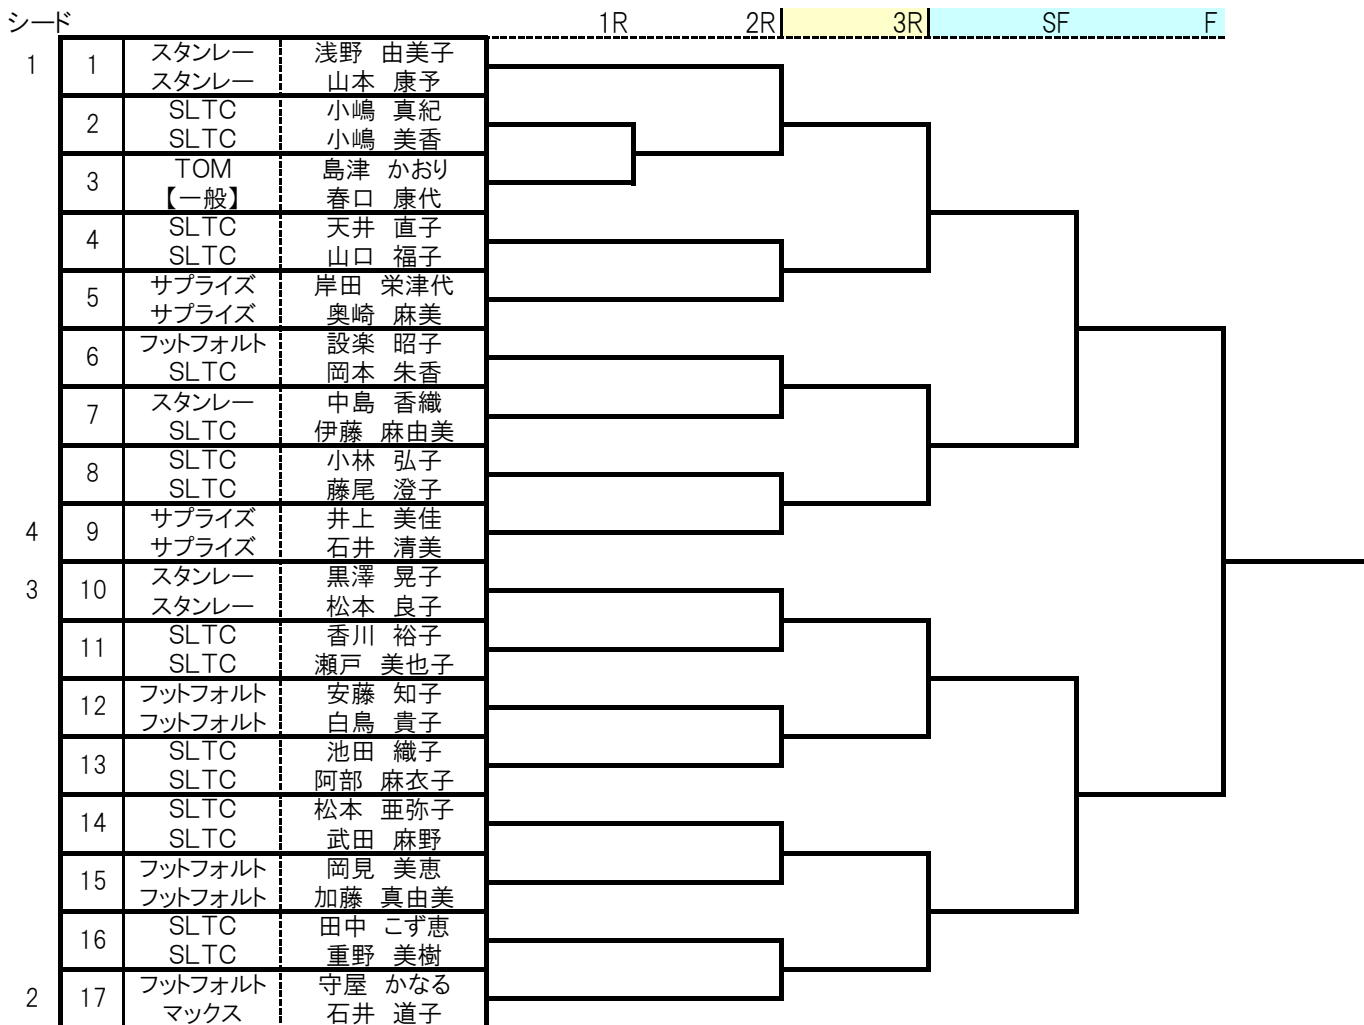 シード 1R 2R 3R SF F
スタンレー 浅野 由美子
1 1
スタンレー 山本 康予
SLTC 小嶋 真紀
2
SLTC 小嶋 美香
TOM 島津 かおり
3
【一般】 春口 康代
SLTC 天井 直子
4
SLTC 山口 福子
サプライズ 岸田 栄津代
5
サプライズ 奥崎 麻美
フットフォルト 設楽 昭子
6
SLTC 岡本 朱香
スタンレー 中島 香織
7
SLTC 伊藤 麻由美
SLTC 小林 弘子
8
SLTC 藤尾 澄子
サプライズ 井上 美佳
4 9
サプライズ 石井 清美
スタンレー 黒澤 晃子
3 10
スタンレー 松本 良子
SLTC 香川 裕子
11
SLTC 瀬戸 美也子
フットフォルト 安藤 知子
12
フットフォルト 白鳥 貴子
SLTC 池田 織子
13
SLTC 阿部 麻衣子
SLTC 松本 亜弥子
14
SLTC 武田 麻野
フットフォルト 岡見 美恵
15
フットフォルト 加藤 真由美
SLTC 田中 こず恵
16
SLTC 重野 美樹
フットフォルト 守屋 かなる
2 17
マックス 石井 道子